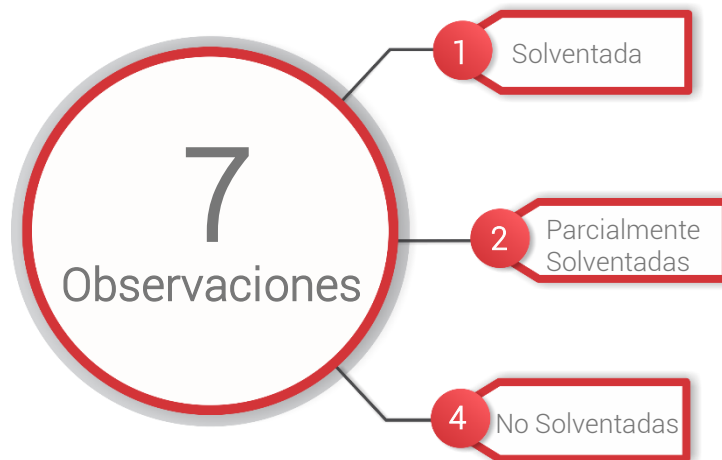 7
Observaciones
1
Solventada
2
Parcialmente
Solventadas
4
No Solventadas